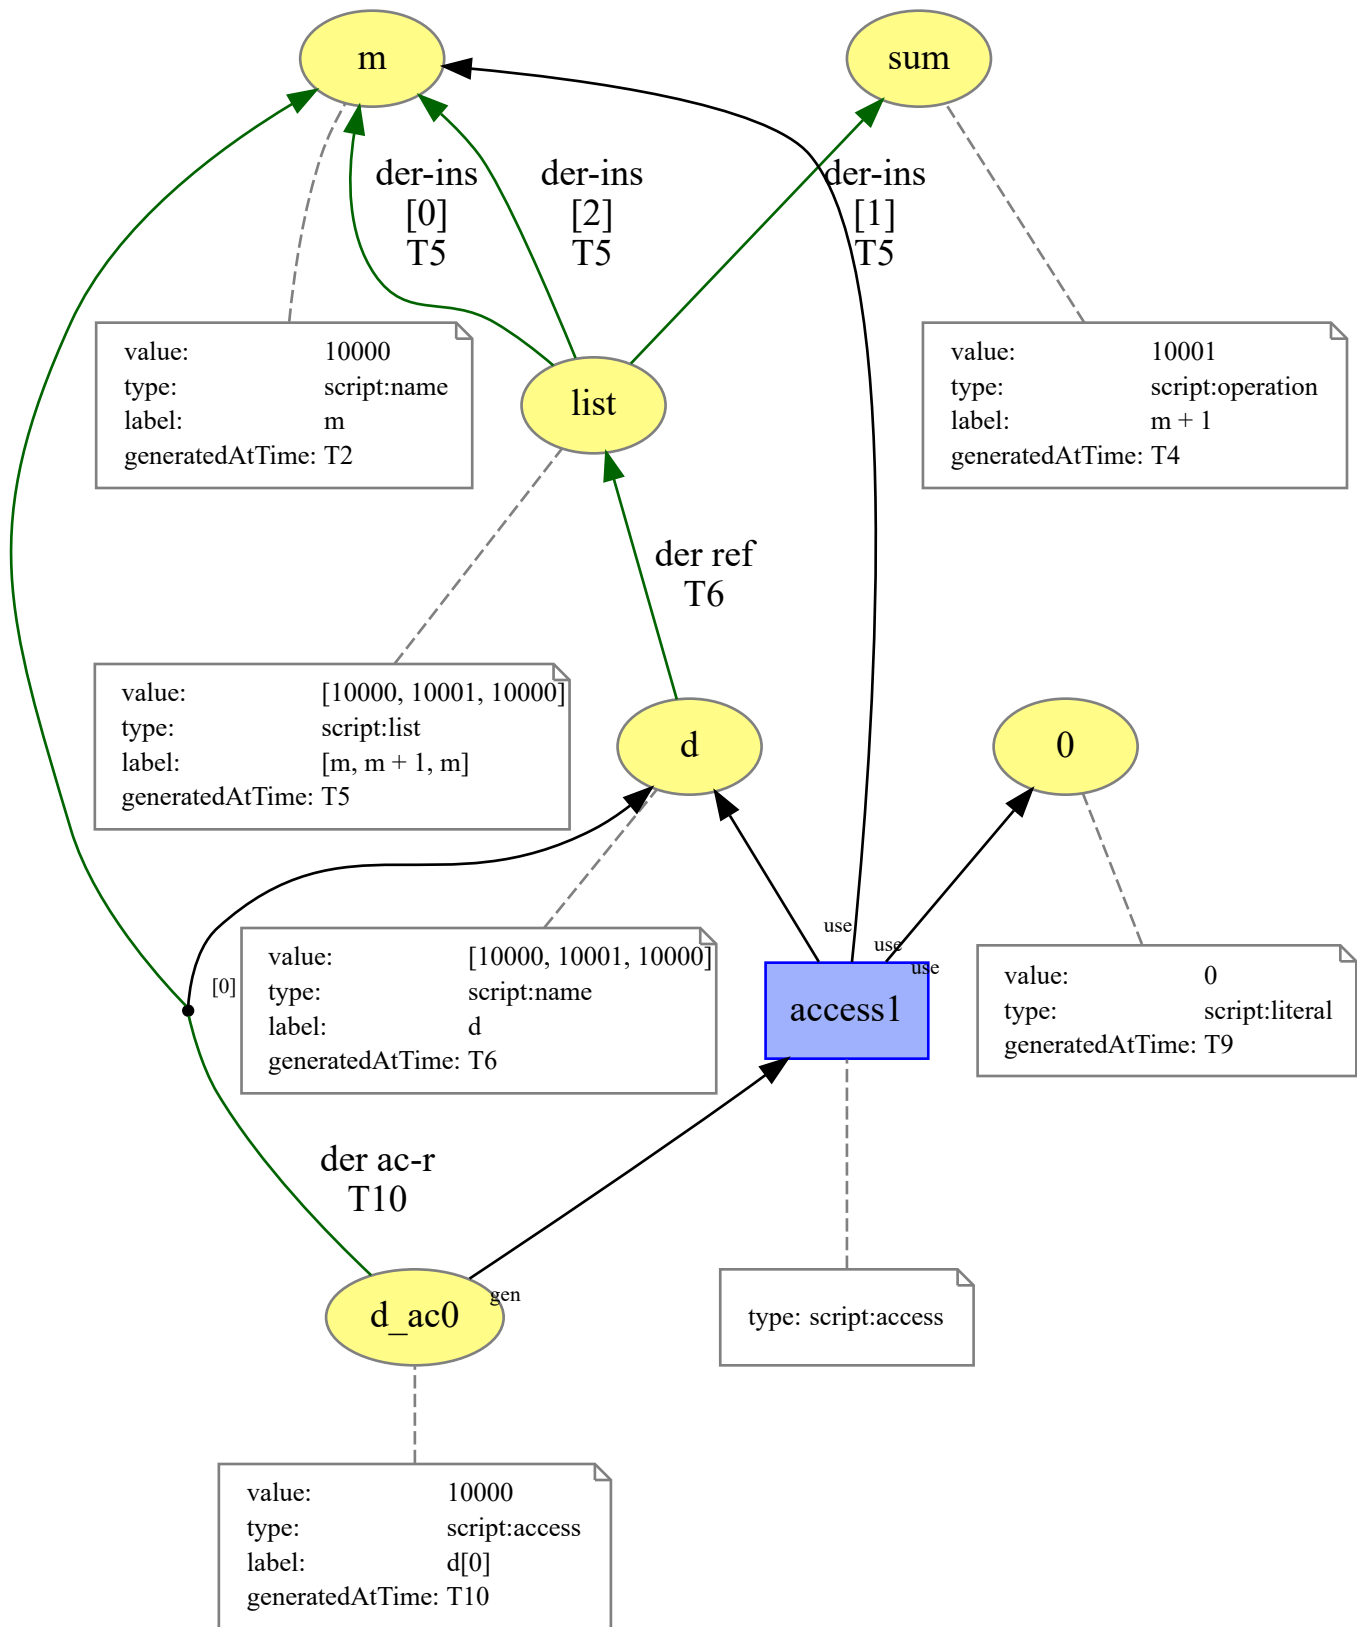 m
sum
der-ins
[0]
T5
der-ins
[2]
T5
der-ins
[1]
T5
value: 10000
type: script:name
label: m
generatedAtTime: T2
value: 10001
type: script:operation
label: m + 1
generatedAtTime: T4
list
der ref
T6
value: [10000, 10001, 10000]
type: script:list
label: [m, m + 1, m]
generatedAtTime: T5
d
0
use
use
use
[0]
value: [10000, 10001, 10000]
type: script:name
label: d
generatedAtTime: T6
access1
value: 0
type: script:literal
generatedAtTime: T9
der ac-r
T10
gen
d_ac0
type: script:access
value: 10000
type: script:access
label: d[0]
generatedAtTime: T10